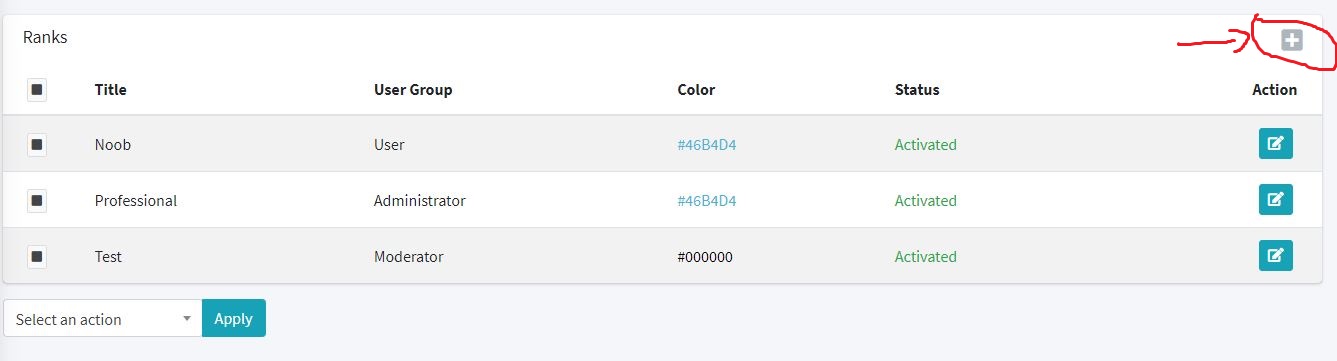 Ranks
Title User Group Color Status Action
Noob User #46B4D4 Activated
Professional Administrator #46B4D4 Activated
Test Moderator #000000 Activated
Select an action Apply